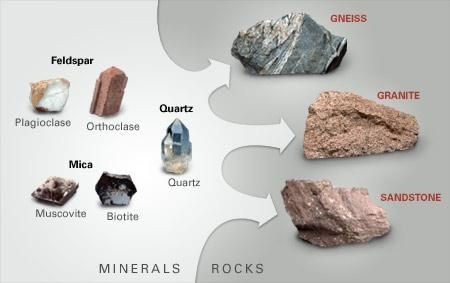 GNEISS
Feldspar
Plagioclase
Orthoclase
Quartz
Quartz
GRANITE
Mica
Muscovite
Biotite
SANDSTONE
MINERALS
ROCKS